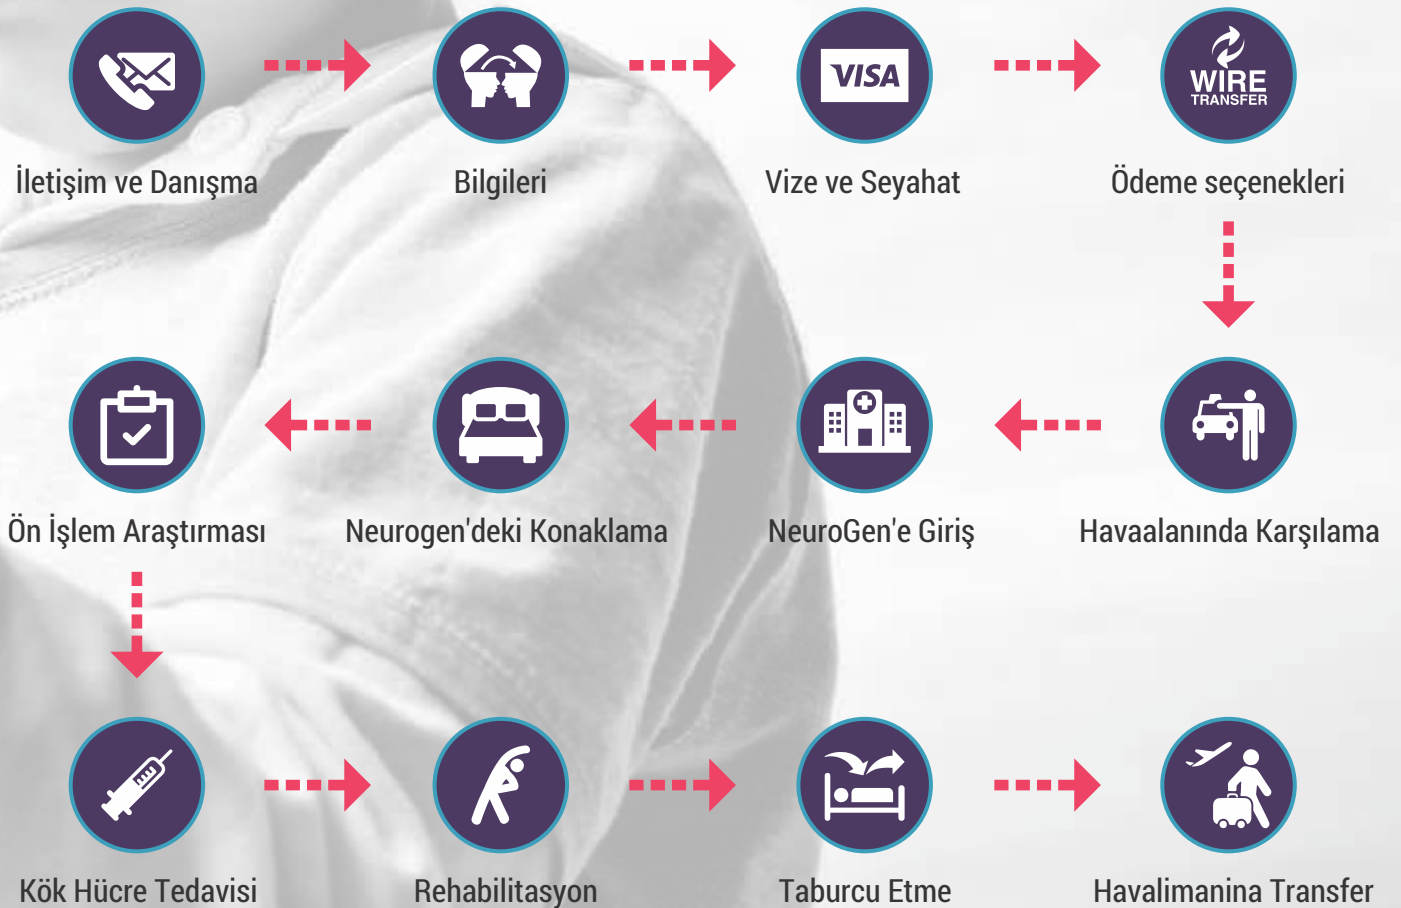 VISA
WIRE
TRANSFER
İletişim ve Danışma
Bilgileri
Vize ve Seyahat
Ödeme seçenekleri
Ön İşlem Araştırması
Neurogen'deki Konaklama
NeuroGen'e Giriş
Havaalanında Karşılama
Kök Hücre Tedavisi
Rehabilitasyon
Taburcu Etme
Havalimanina Transfer